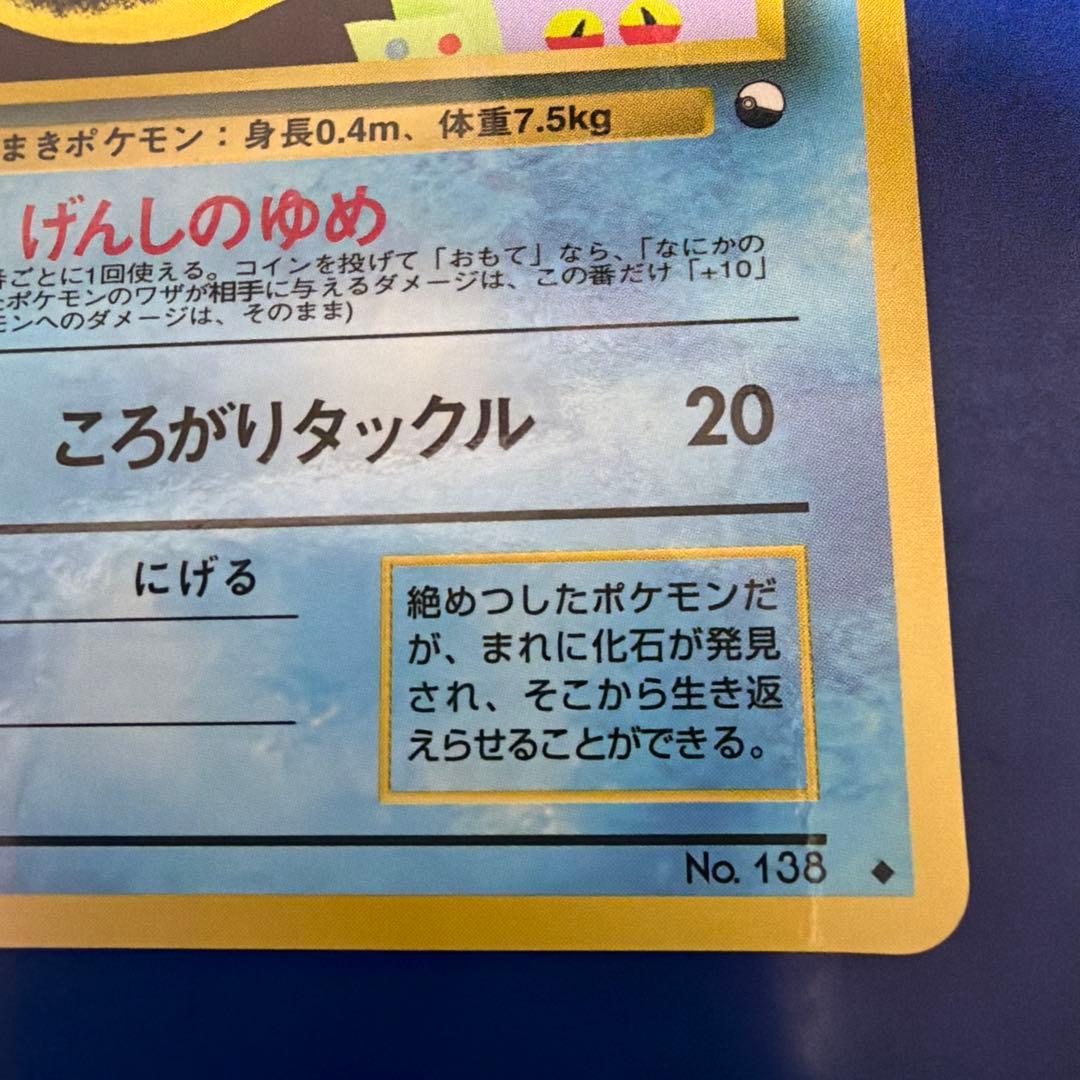 まきポケモン：身長0.4m、体重7.5kg
げんしのゆめ
番ごとに1回使える。コインを投げて「おもて」なら、「なにかの
たポケモンのワザが相手に与えるダメージは、この番だけ「+10」
モンへのダメージは、そのまま)
ころがりタックル 20
にげる
絶めつしたポケモンだ
が、まれに化石が発見
され、そこから生き返
えらせることができる。
No. 138 ◆